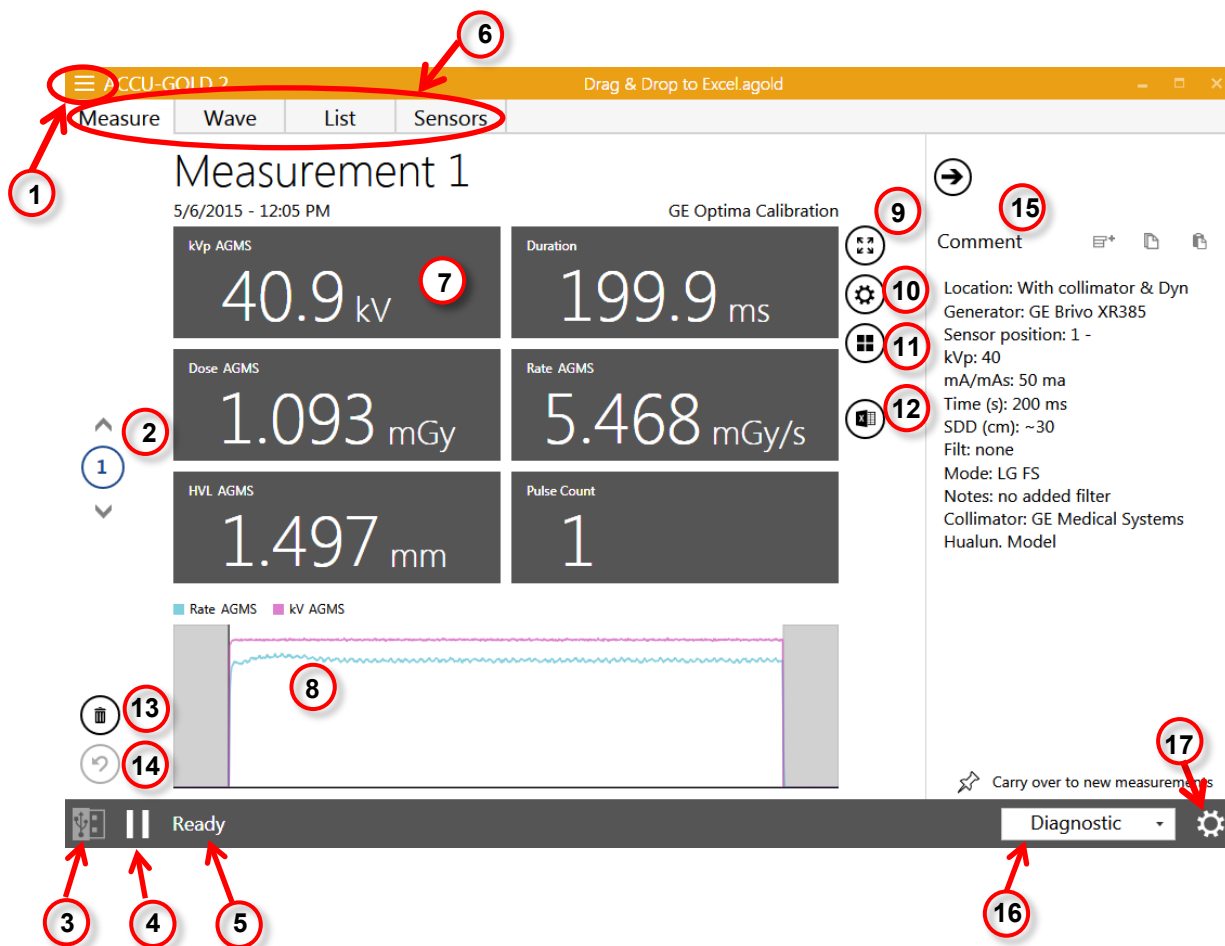 6
ACCU-GOLD 2
Drag & Drop to Excel.agold
Measure Wave List Sensors
1
Measurement 1
5/6/2015 - 12:05 PM
GE Optima Calibration
9
15
kVp AGMS
40.9 kV
7
Duration
199.9 ms
10
11
12
Dose AGMS
1.093 mGy
Rate AGMS
5.468 mGy/s
2
1
HVL AGMS
1.497 mm
Pulse Count
1
Rate AGMS kV AGMS
8
13
14
Comment
Location: With collimator & Dyn
Generator: GE Brivo XR385
Sensor position: 1 -
kVp: 40
mA/mAs: 50 ma
Time (s): 200 ms
SDD (cm): ~30
Filt: none
Mode: LG FS
Notes: no added filter
Collimator: GE Medical Systems
Hualun. Model
17
Carry over to new measurements
Ready
Diagnostic
3
4
5
16